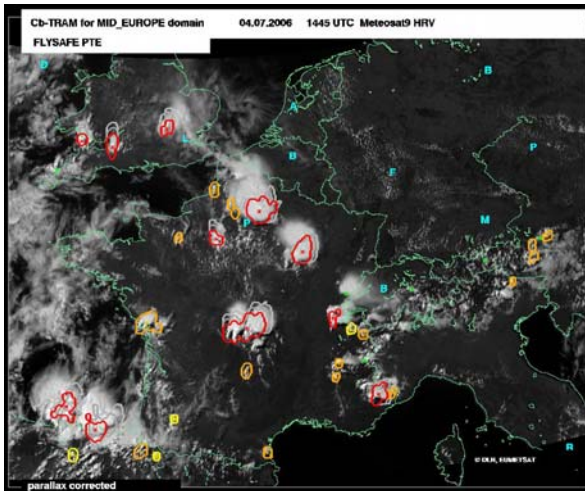 Cb-TRAM for MID_EUROPE domain 04.07.2006 1445 UTC Meteosat9 HRV
FLYSAFE PTE
D
B
A
L
B
P
F
P
M
B
B
R
© DLR, EUMETSAT
parallax corrected